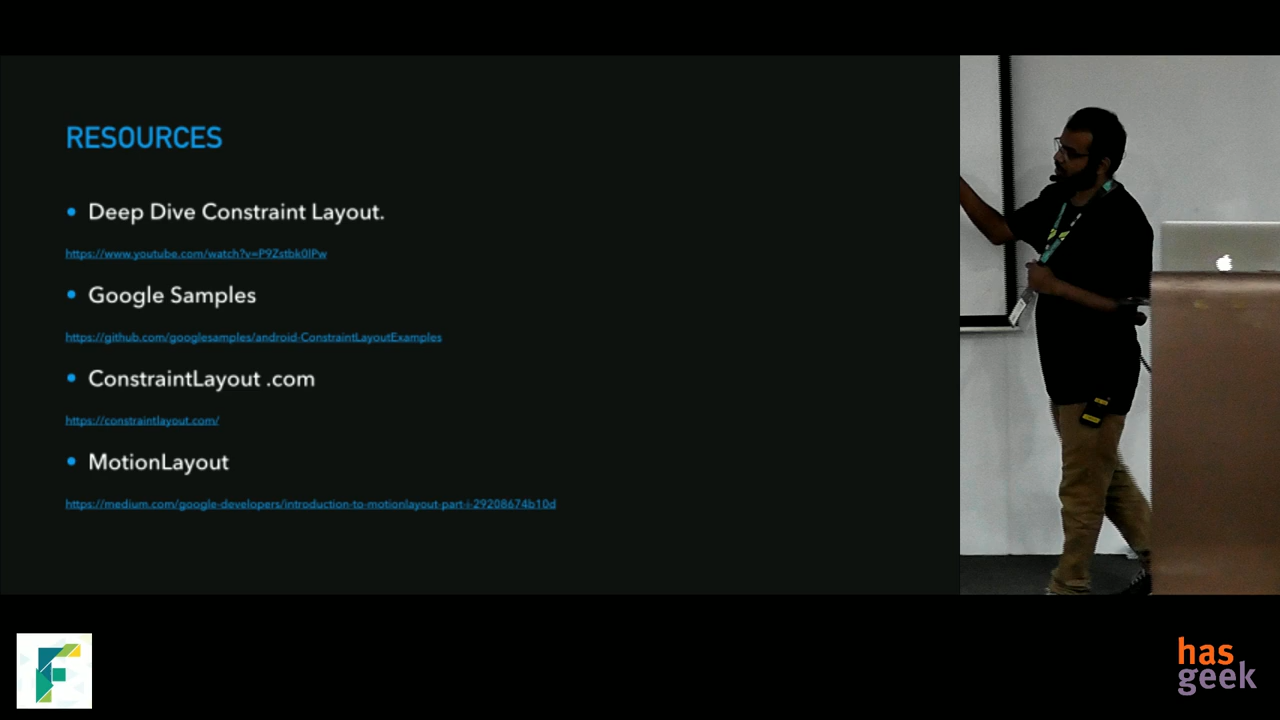 RESOURCES
• Deep Dive Constraint Layout.
https://www.youtube.com/watch?v=P9Zstbk0lPw
• Google Samples
https://github.com/googlesamples/android-ConstraintLayoutExamples
• ConstraintLayout .com
https://constraintlayout.com/
• MotionLayout
https://medium.com/google-developers/introduction-to-motionlayout-part-i-29208674b10d
has
geek